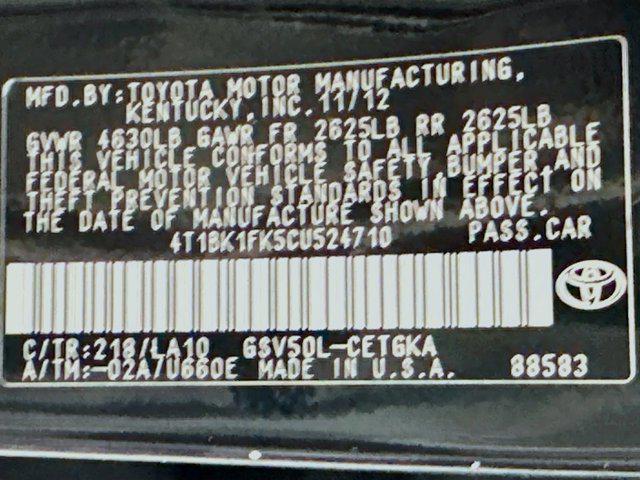 MFD.BY:TOYOTA MOTOR MANUFACTURING,
KENTUCKY,INC.11/12
GVWR 4630LB GAWR FR 2625LB RR 2625LB
THIS VEHICLE CONFORMS TO ALL APPLICABLE
FEDERAL MOTOR VEHICLE SAFETY,BUMPER AND
THEFT PREVENTION STANDARDS IN EFFECT ON
THE DATE OF MANUFACTURE SHOWN ABOVE.
4T1BK1FK5CU524710 PASS.CAR
C/TR:218/LA10 GSV50L-CETGKA
A/TM:-02A7U660E MADE IN U.S.A. 88583